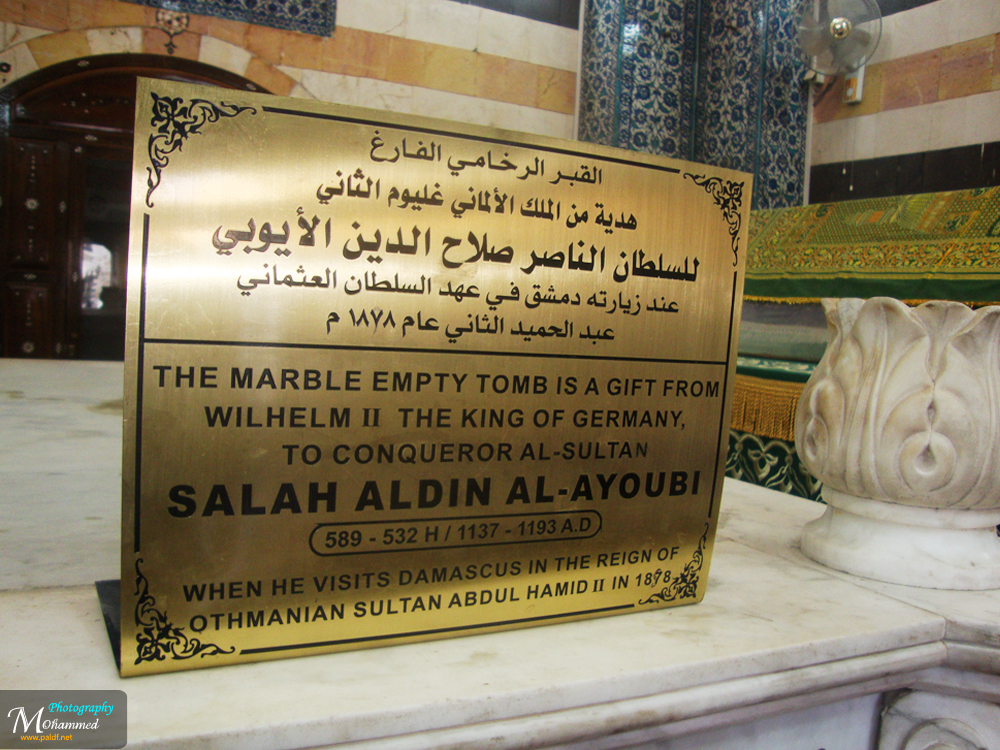 القبر الرخامي الفارغ
هدية من الملك الألماني غليوم الثاني
للسلطان الناصر صلاح الدين الأيوبي
عند زيارته دمشق في عهد السلطان العثماني
عبد الحميد الثاني عام ١٨٧٨ م
THE MARBLE EMPTY TOMB IS A GIFT FROM
WILHELM II THE KING OF GERMANY,
TO CONQUEROR AL-SULTAN
SALAH ALDIN AL-AYOUBI
589 - 532 H / 1137 - 1193 A.D
WHEN HE VISITS DAMASCUS IN THE REIGN OF
OTHMANIAN SULTAN ABDUL HAMID II IN 1878.
Photography
Mohammed
www.paldf.net